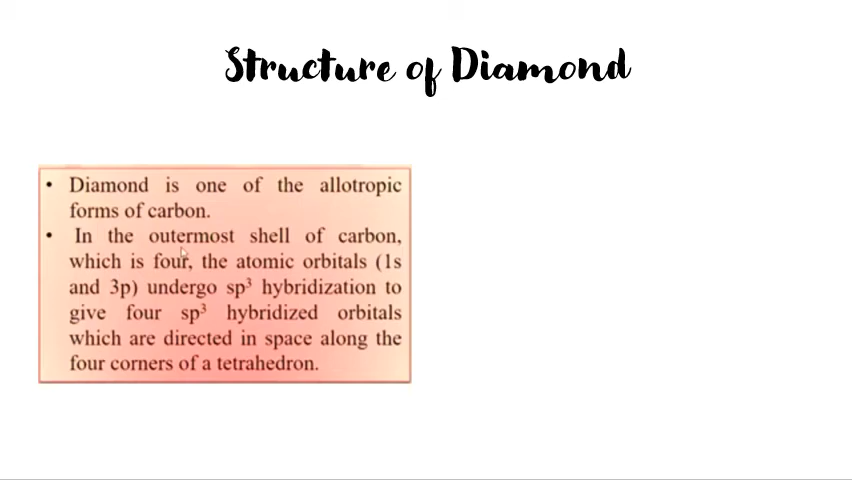 Structure of Diamond
• Diamond is one of the allotropic
forms of carbon.
• In the outermost shell of carbon,
which is four, the atomic orbitals (1s
and 3p) undergo sp³ hybridization to
give four sp³ hybridized orbitals
which are directed in space along the
four corners of a tetrahedron.